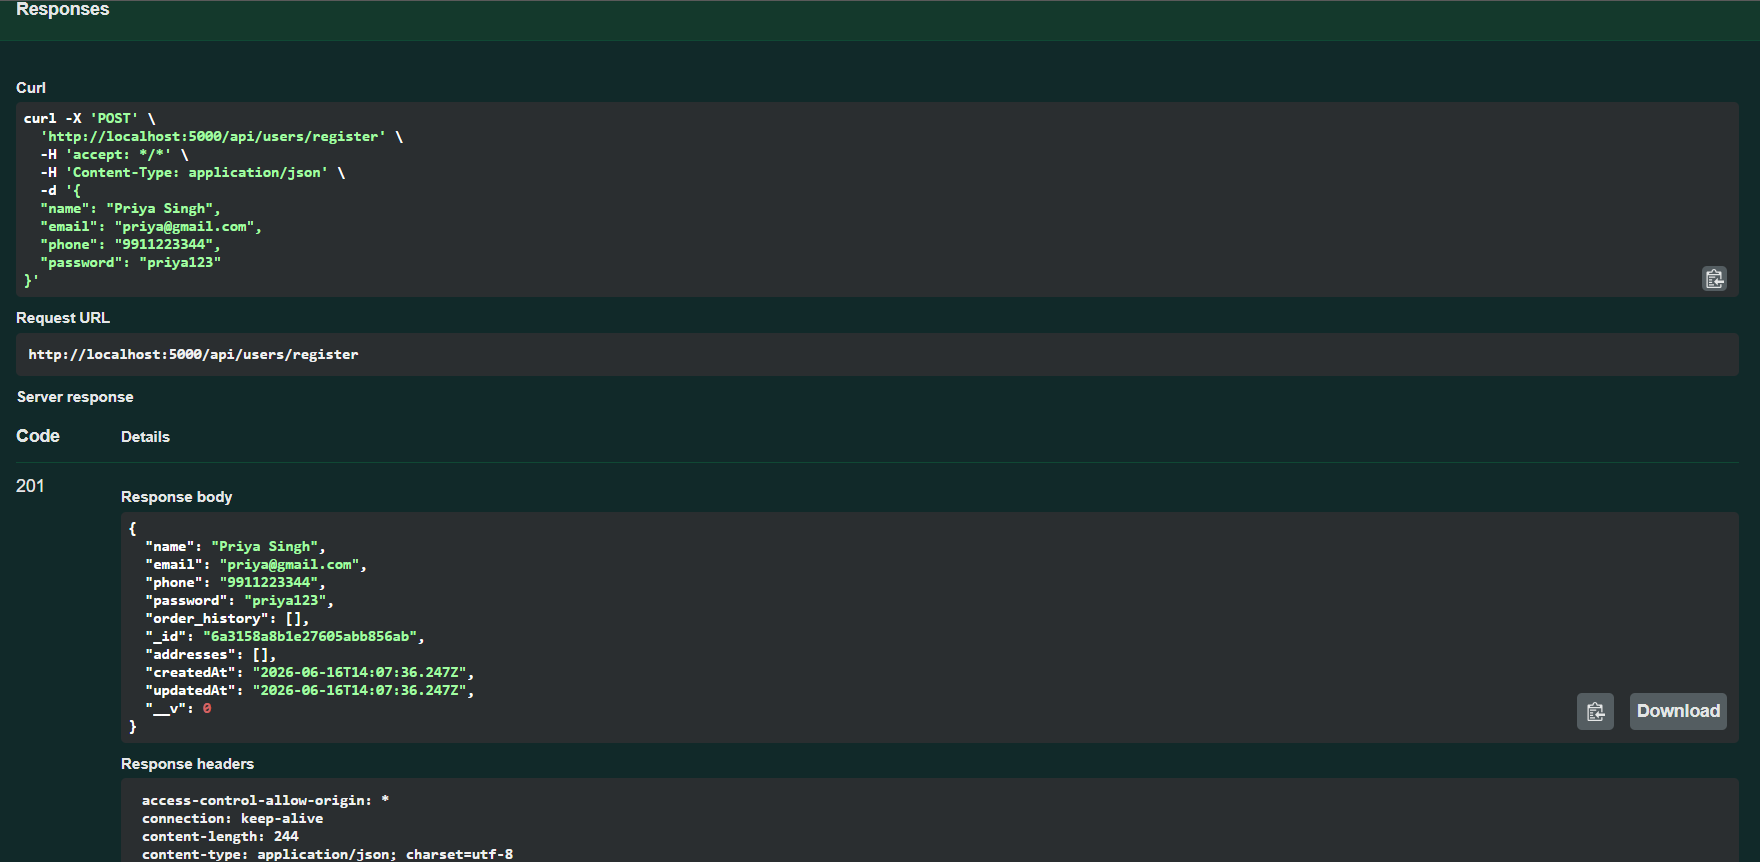 Responses
Curl
curl -X 'POST' \
  'http://localhost:5000/api/users/register' \
  -H 'accept: */*' \
  -H 'Content-Type: application/json' \
  -d '{
  "name": "Priya Singh",
  "email": "priya@gmail.com",
  "phone": "9911223344",
  "password": "priya123"
}'
Request URL
http://localhost:5000/api/users/register
Server response
Code Details
201
Response body
{
  "name": "Priya Singh",
  "email": "priya@gmail.com",
  "phone": "9911223344",
  "password": "priya123",
  "order_history": [],
  "_id": "6a3158a8b1e27605abb856ab",
  "addresses": [],
  "createdAt": "2026-06-16T14:07:36.247Z",
  "updatedAt": "2026-06-16T14:07:36.247Z",
  "__v": 0
}
Download
Response headers
access-control-allow-origin: *
connection: keep-alive
content-length: 244
content-type: application/json; charset=utf-8